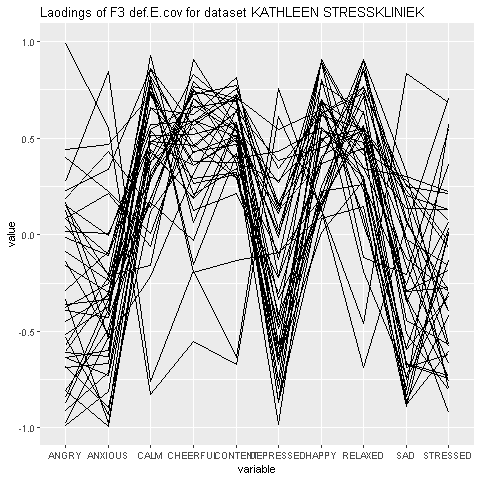 Laodings of F3 def.E.cov for dataset KATHLEEN STRESSKLINIEK
1.0
0.5
0.0
-0.5
-1.0
value
ANGRY ANXIOUS CALM CHEERFUL CONTENT DEPRESSED HAPPY RELAXED SAD STRESSED
variable